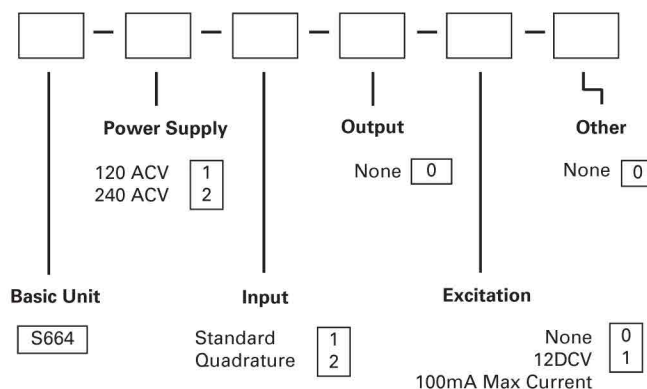 Power Supply
120 ACV 1
240 ACV 2
Output
None 0
Other
None 0
Basic Unit
S664
Input
Standard 1
Quadrature 2
Excitation
None 0
12DCV 1
100mA Max Current